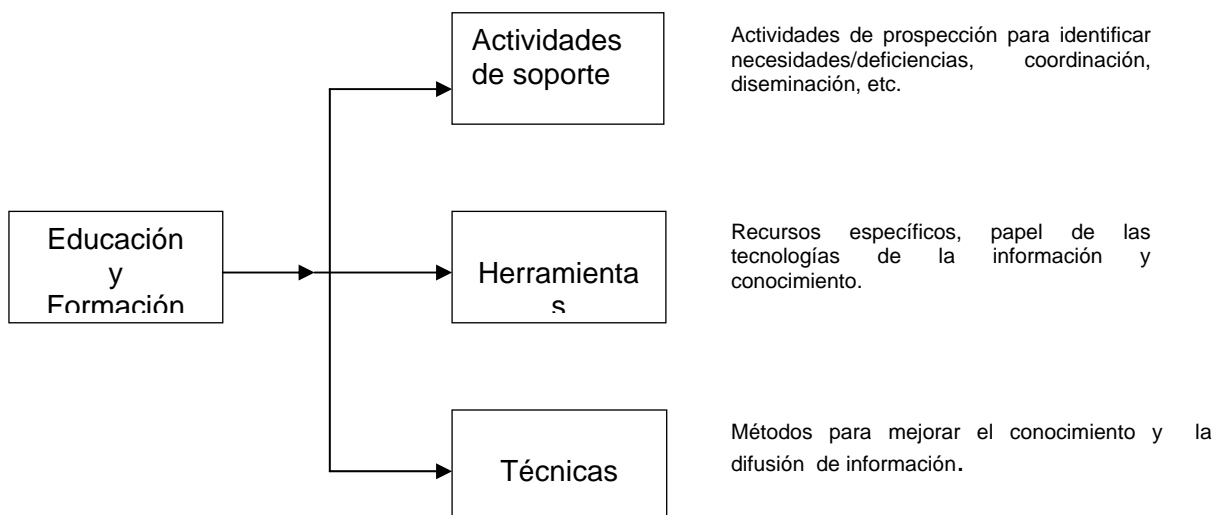 Actividades
de soporte
Actividades de prospección para identificar
necesidades/deficiencias, coordinación,
diseminación, etc.
Educación
y
Formación
Herramienta
s
Recursos específicos, papel de las
tecnologías de la información y
conocimiento.
Técnicas
Métodos para mejorar el conocimiento y la
difusión de información.